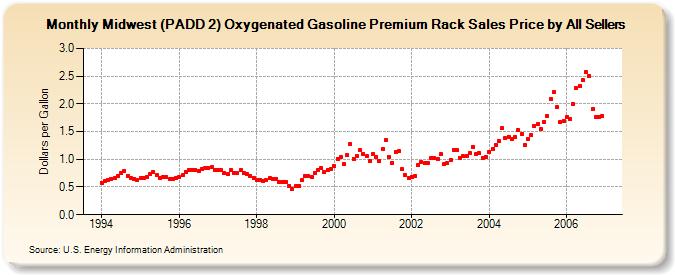 Monthly Midwest (PADD 2) Oxygenated Gasoline Premium Rack Sales Price by All Sellers
Dollars per Gallon
3.0
2.5
2.0
1.5
1.0
0.5
0.0
1994 1996 1998 2000 2002 2004 2006
Source: U.S. Energy Information Administration